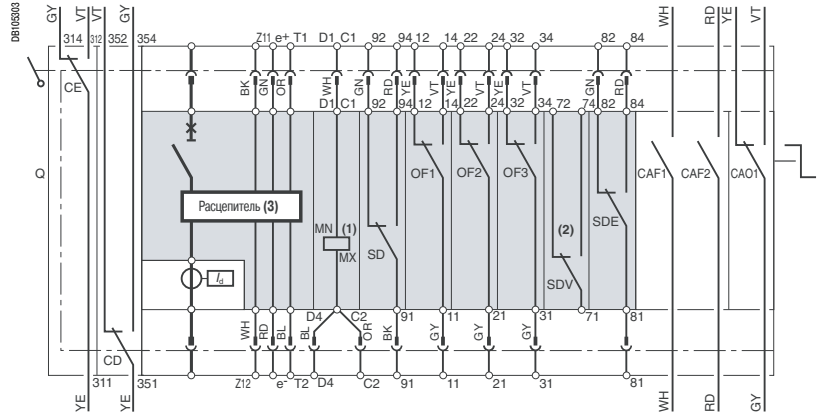 DB105303
GY VT VT GY WH RD YE VT
314 312 352 354 Z11 e+ T1 D1 C1 92 94 12 14 22 24 32 34 82 84
CE
BK GN OR WH GN RD YE VT YE VT YE VT GN RD
D1 C1 92 94 12 14 22 24 32 34 72 74 82 84
Q
OF1 OF2 OF3 CAF1 CAF2 CAO1
Расцепитель (3)
SDE
MN (1)
MX
SD
(2)
SDV
Id
D4 C2 91 11 21 31 71 81
WH RD BL BL OR BK GY GY GY GY
CD
311 351 Z12 e- T2 D4 C2 91 11 21 31 81
YE YE WH RD GY